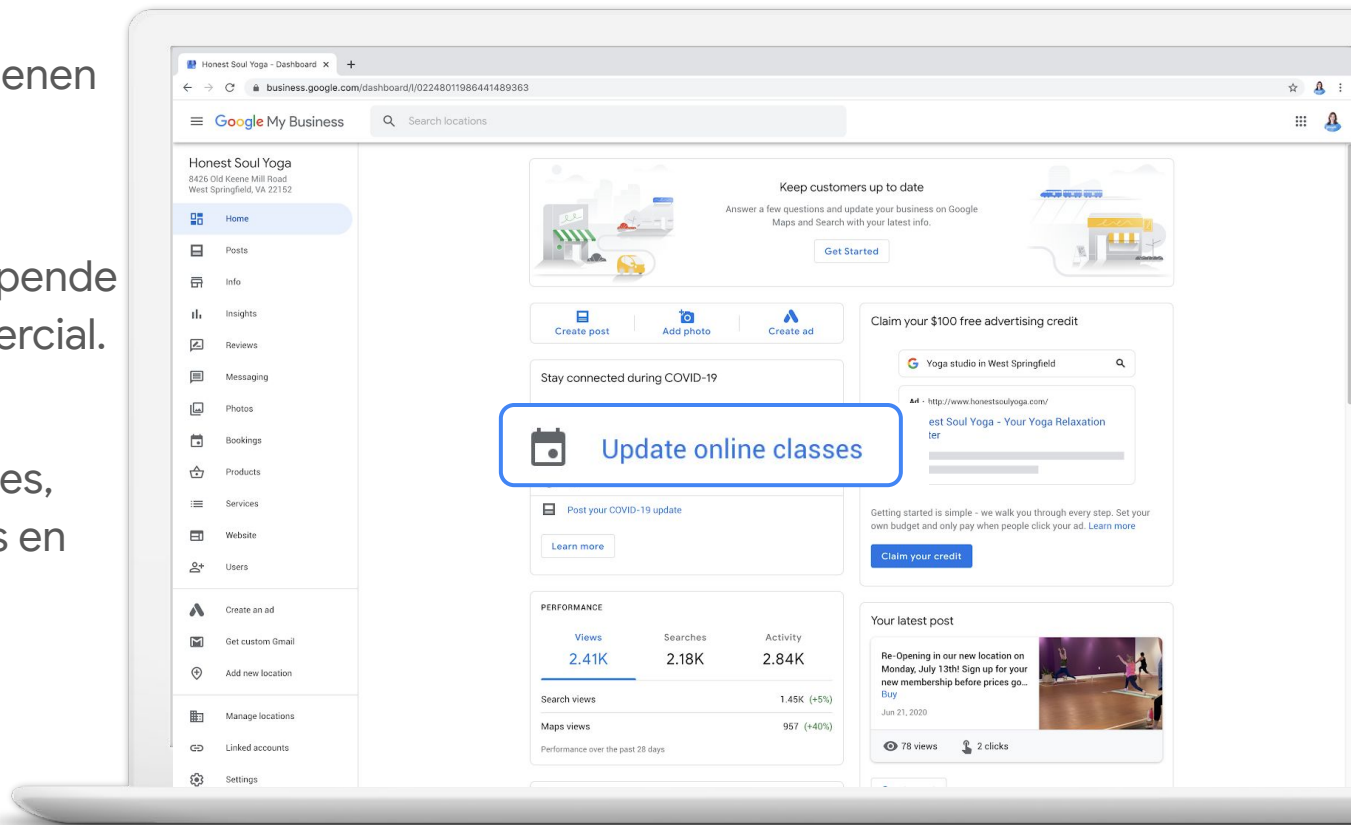 enen
pende
ercial.
es,
s en
Honest Soul Yoga - Dashboard
business.google.com/dashboard/l/02248011986441489363
Google My Business
Search locations
Honest Soul Yoga
8426 Old Keene Mill Road
West Springfield, VA 22152
Home
Posts
Info
Insights
Reviews
Messaging
Photos
Bookings
Products
Services
Website
Users
Create an ad
Get custom Gmail
Add new location
Manage locations
Linked accounts
Settings
Keep customers up to date
Answer a few questions and update your business on Google
Maps and Search with your latest info.
Get Started
Create post
Add photo
Create ad
Stay connected during COVID-19
Update online classes
Post your COVID-19 update
Learn more
PERFORMANCE
Views Searches Activity
2.41K 2.18K 2.84K
Search views 1.45K (+5%)
Maps views 957 (+40%)
Performance over the past 28 days
Claim your $100 free advertising credit
G Yoga studio in West Springfield
Ad - http://www.honestsoulyoga.com/
est Soul Yoga - Your Yoga Relaxation
ter
Getting started is simple - we walk you through every step. Set your
own budget and only pay when people click your ad. Learn more
Claim your credit
Your latest post
Re-Opening in our new location on
Monday, July 13th! Sign up for your
new membership before prices go…
Buy
Jun 21, 2020
78 views 2 clicks